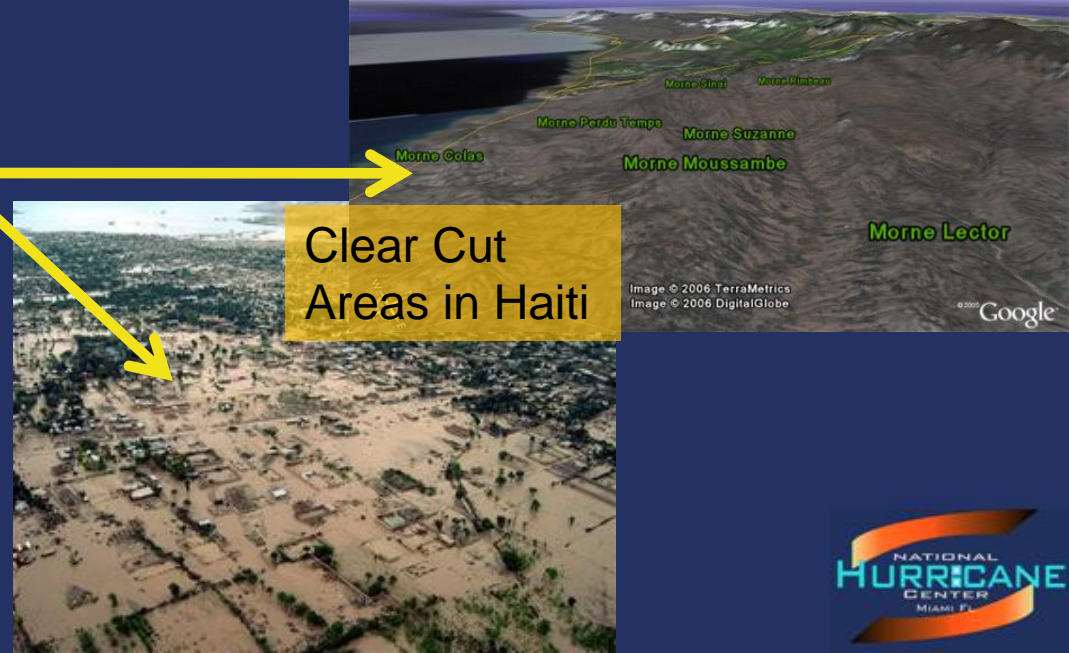 Morne Sinai
Morne Rimbeau
Morne Perdu Temps
Morne Suzanne
Morne Colas
Morne Moussambe
Morne Lector
Clear Cut
Areas in Haiti
Image © 2006 TerraMetrics
Image © 2006 DigitalGlobe
©2005 Google
NATIONAL
HURRICANE
CENTER
MIAMI FL